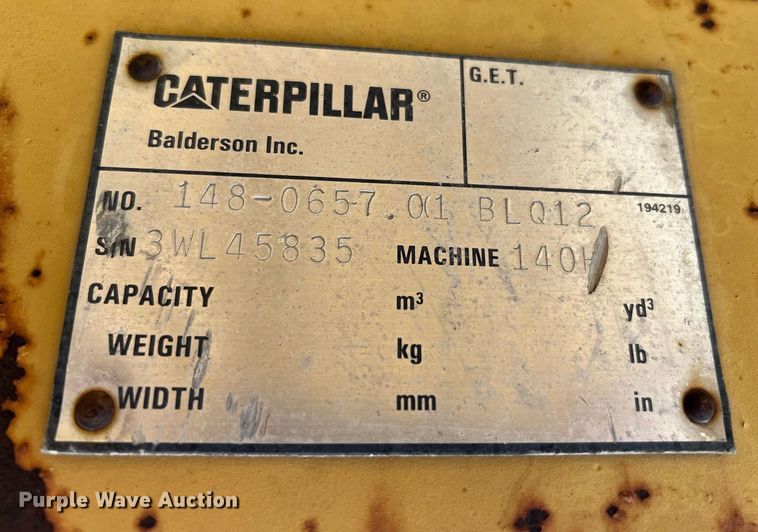 CATERPILLAR®
Balderson Inc.
G.E.T.
NO. 148-0657.01 BLQ12 194219
S/N 3WL45835 MACHINE 140H
CAPACITY m³ yd³
WEIGHT kg lb
WIDTH mm in
Purple Wave Auction